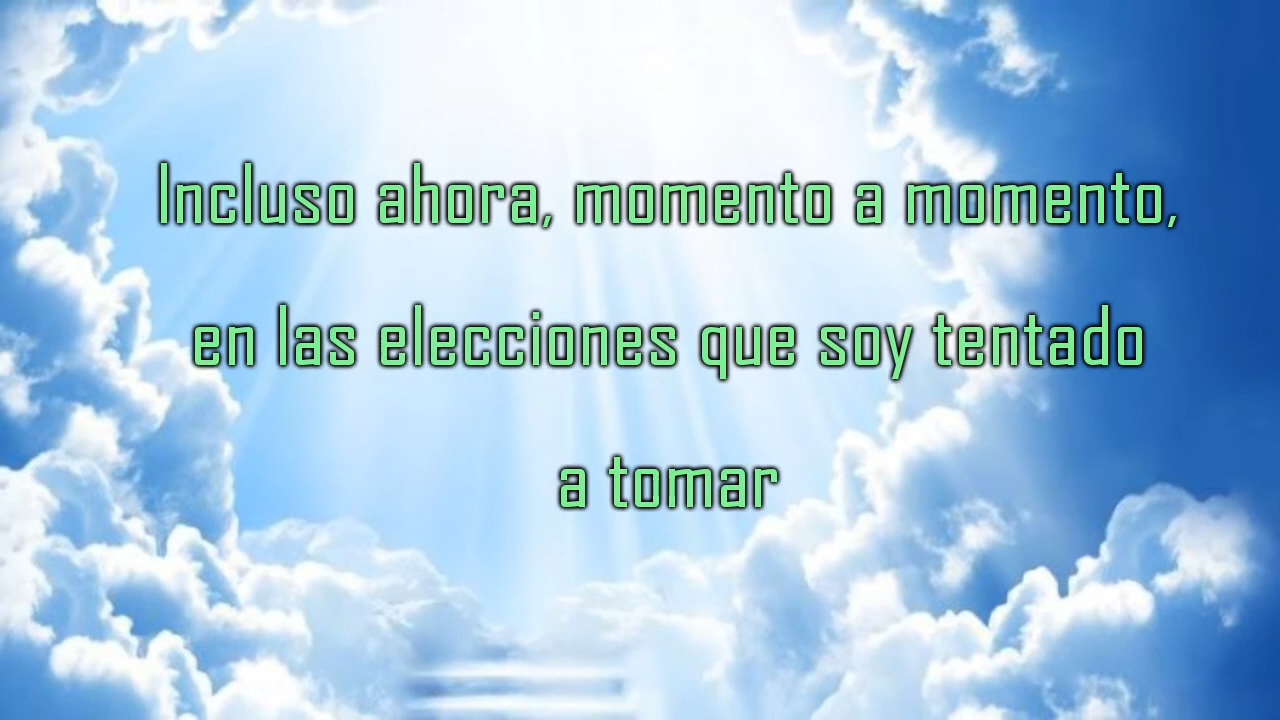 Incluso ahora, momento a momento,
en las elecciones que soy tentado
a tomar